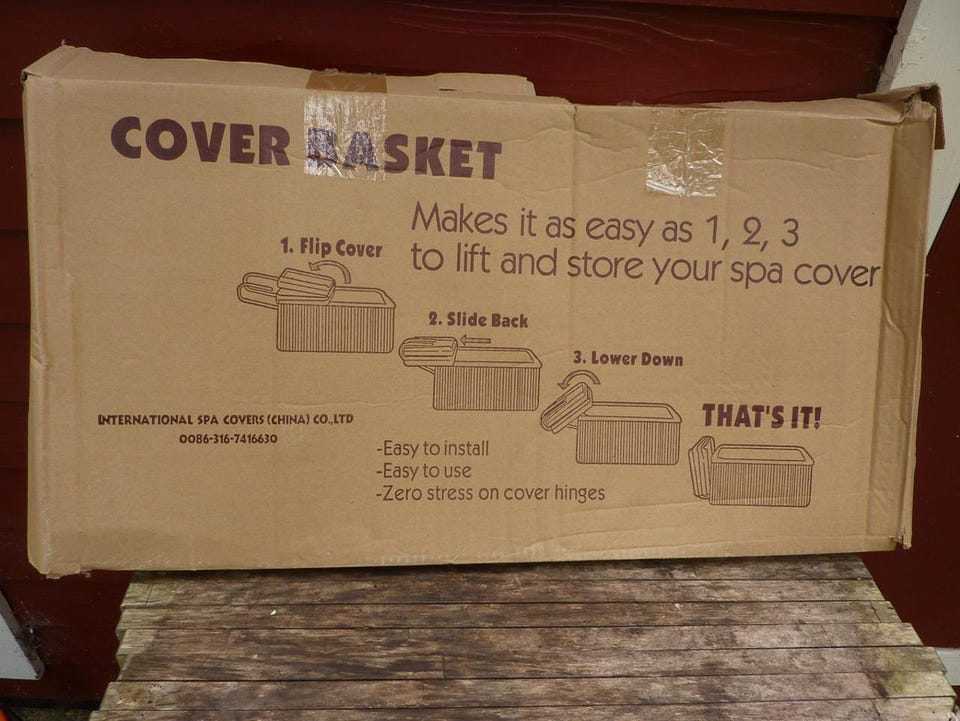 COVER BASKET
Makes it as easy as 1, 2, 3
to lift and store your spa cover
1. Flip Cover
2. Slide Back
3. Lower Down
THAT'S IT!
INTERNATIONAL SPA COVERS (CHINA) CO.,LTD
0086-316-7416630
-Easy to install
-Easy to use
-Zero stress on cover hinges